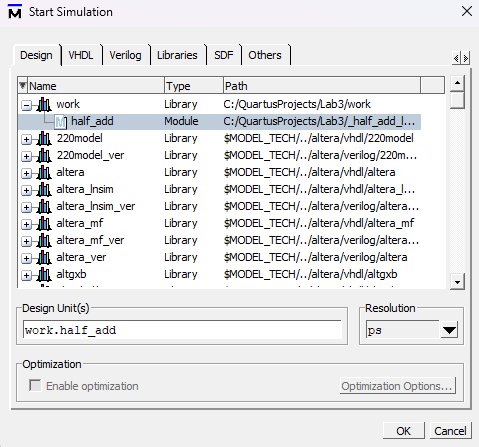 Start Simulation
Design VHDL Verilog Libraries SDF Others
Name Type Path
work Library C:/QuartusProjects/Lab3/work
half_add Module C:/QuartusProjects/Lab3/_half_add_l...
220model Library $MODEL_TECH/../altera/vhdl/220model
220model_ver Library $MODEL_TECH/../altera/verilog/220m...
altera Library $MODEL_TECH/../altera/vhdl/altera
altera_lnsim Library $MODEL_TECH/../altera/vhdl/altera_l...
altera_lnsim_ver Library $MODEL_TECH/../altera/verilog/altera...
altera_mf Library $MODEL_TECH/../altera/vhdl/altera_mf
altera_mf_ver Library $MODEL_TECH/../altera/verilog/altera...
altera_ver Library $MODEL_TECH/../altera/verilog/altera
altgxb Library $MODEL_TECH/../altera/vhdl/altgxb
Design Unit(s) Resolution
work.half_add ps
Optimization
Enable optimization Optimization Options...
OK Cancel